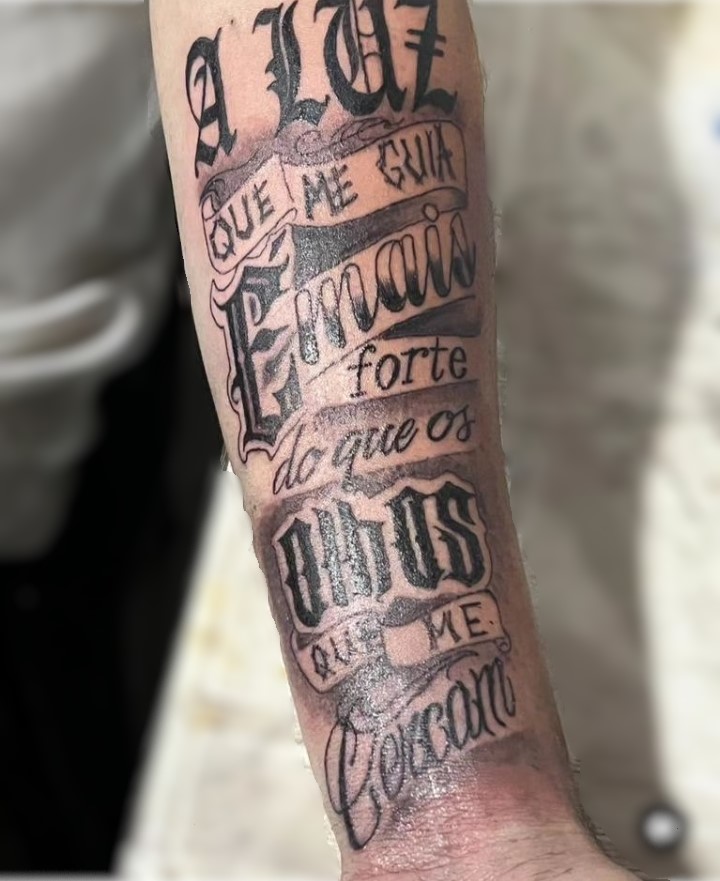 A LUZ
QUE ME GUIA
É mais
forte
do que os
Olhos
QUE ME
Cercam